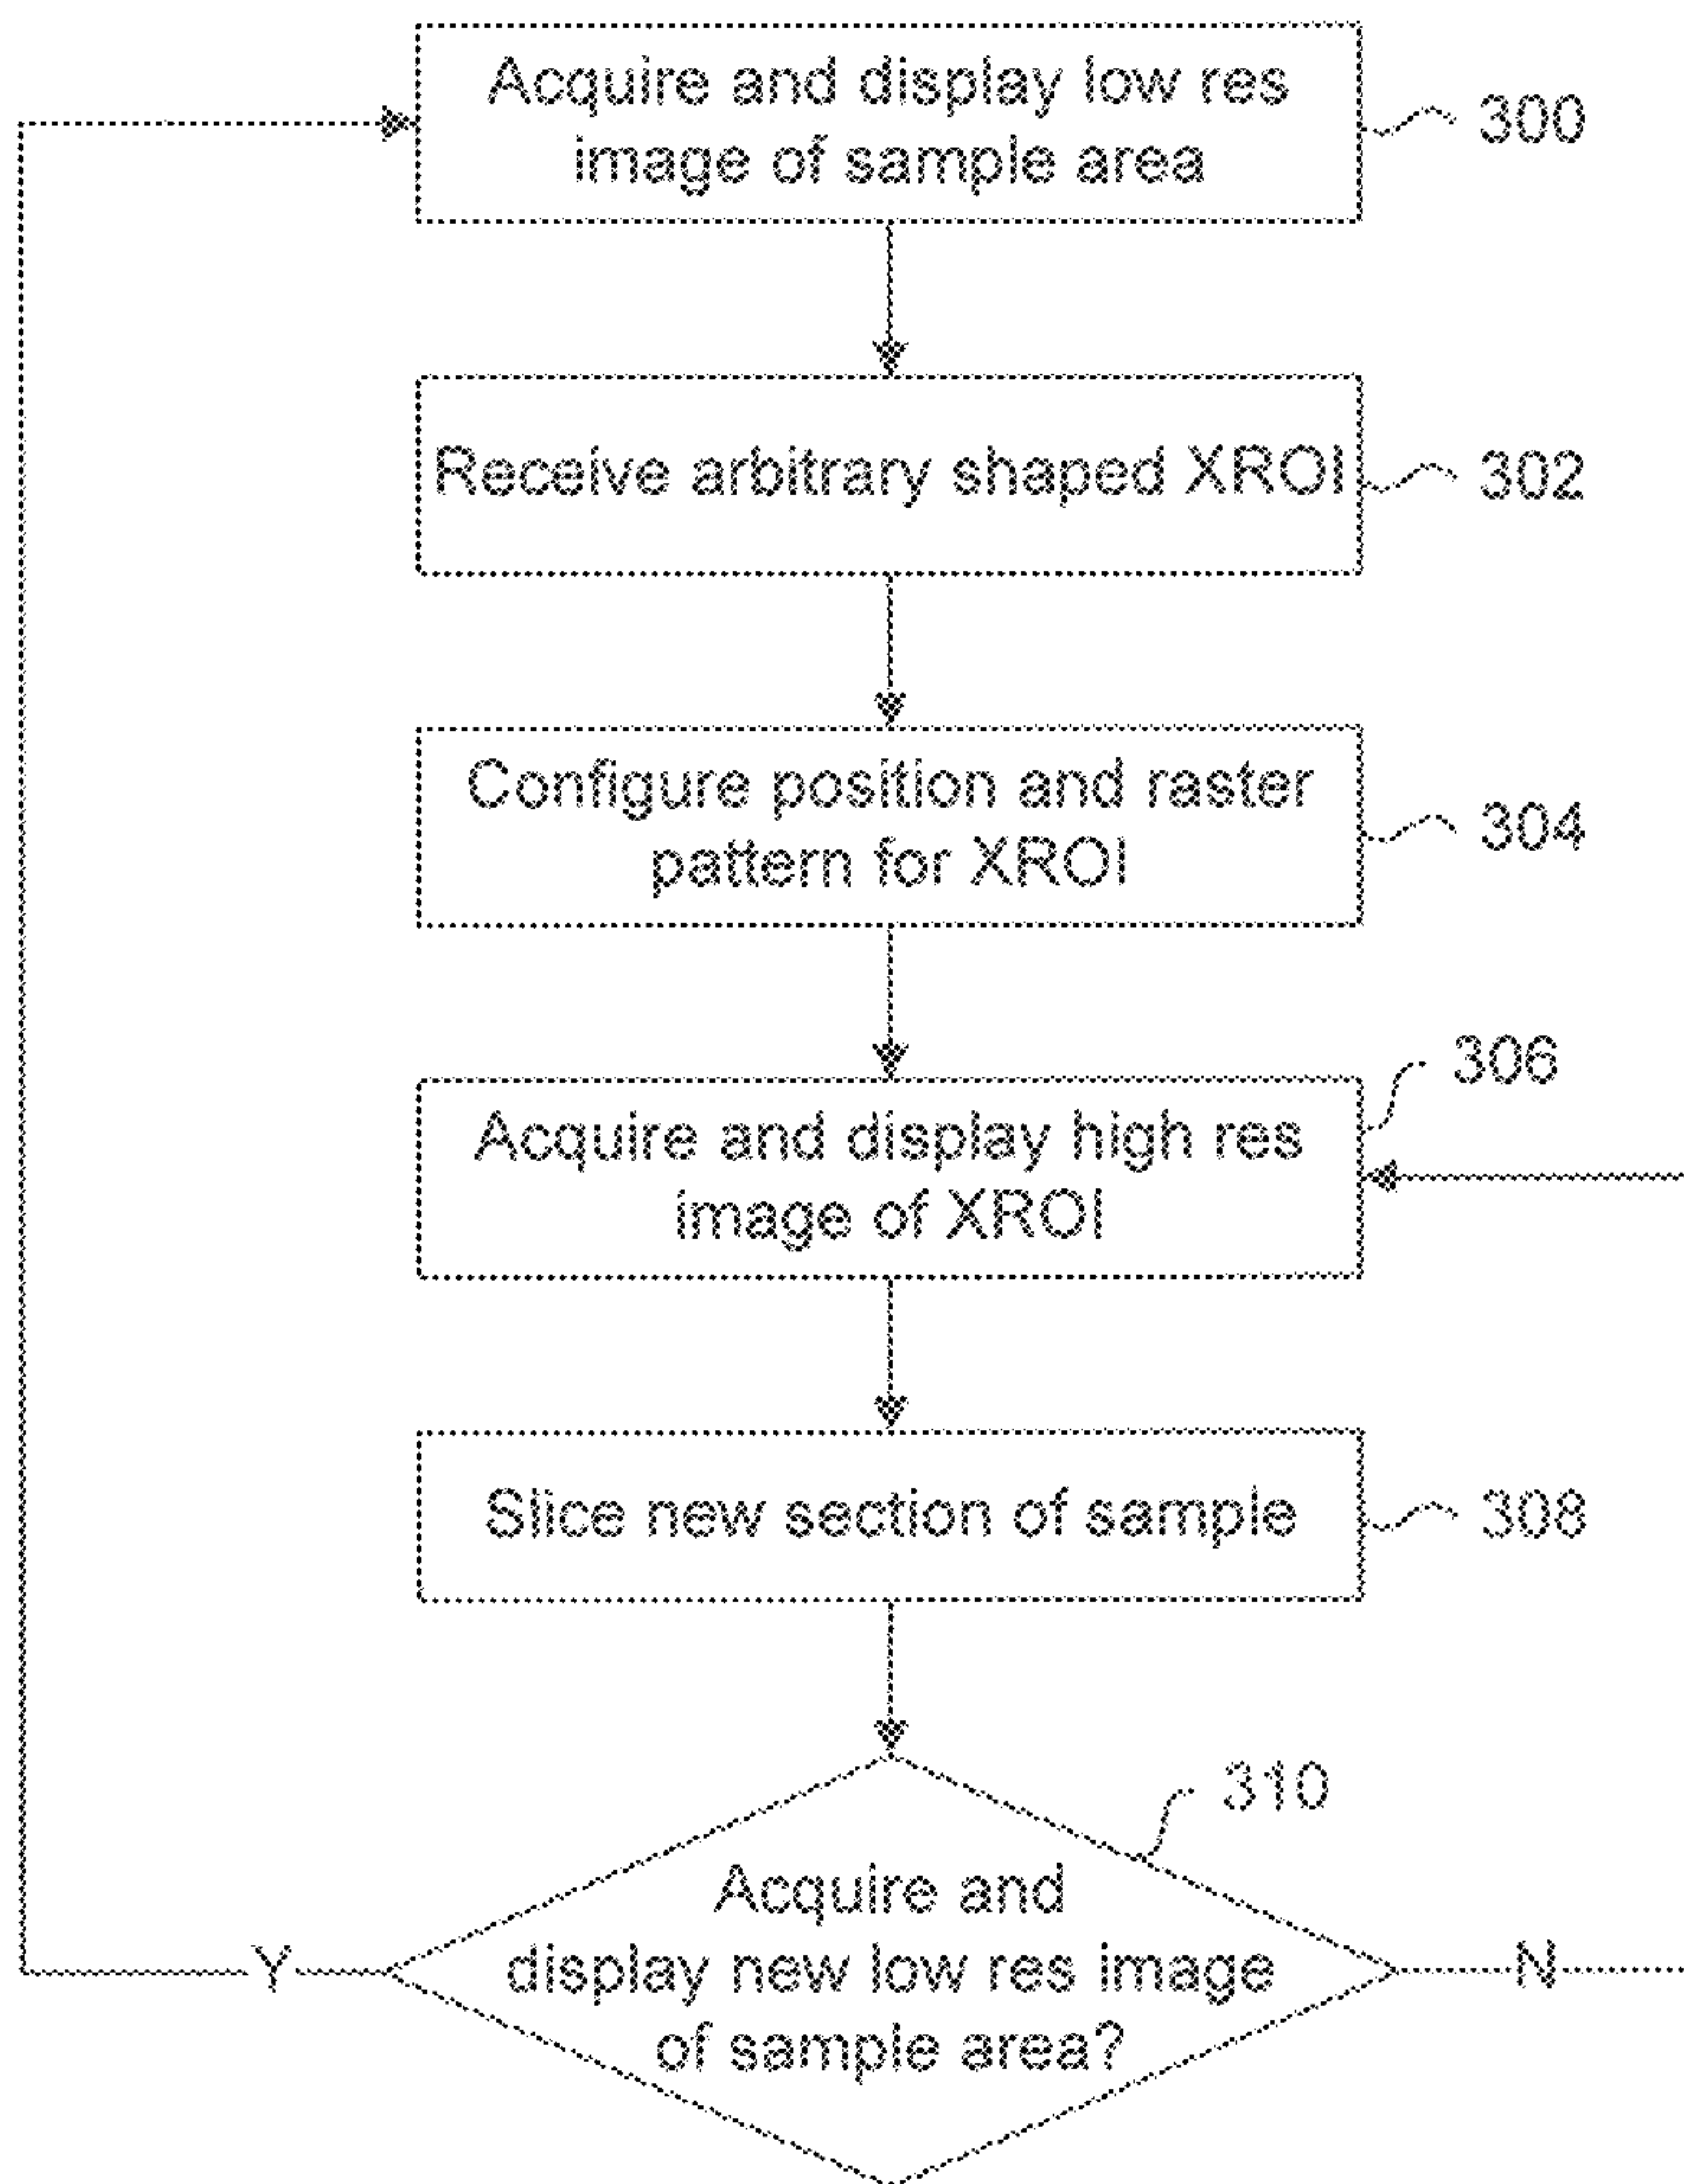 Acquire and display low res
image of sample area
300
Receive arbitrary shaped XROI
302
Configure position and raster
pattern for XROI
304
306
Acquire and display high res
image of XROI
Slice new section of sample
308
310
Acquire and
display new low res image
of sample area?
Y
N